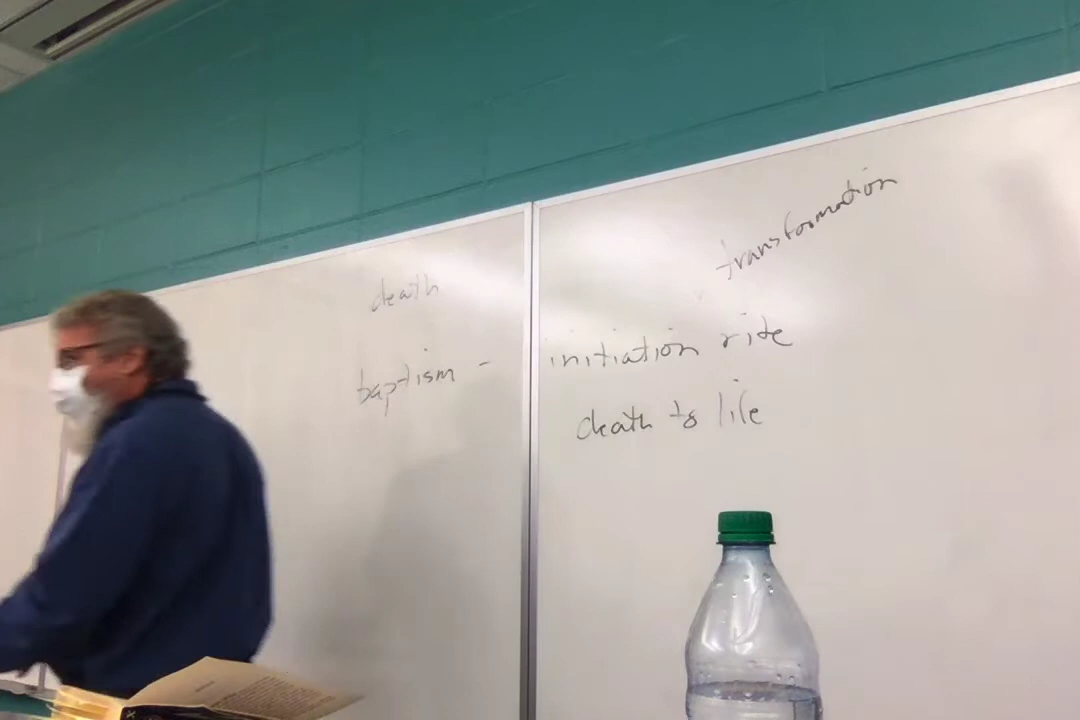 transformation
death
baptism - initiation rite
death to life